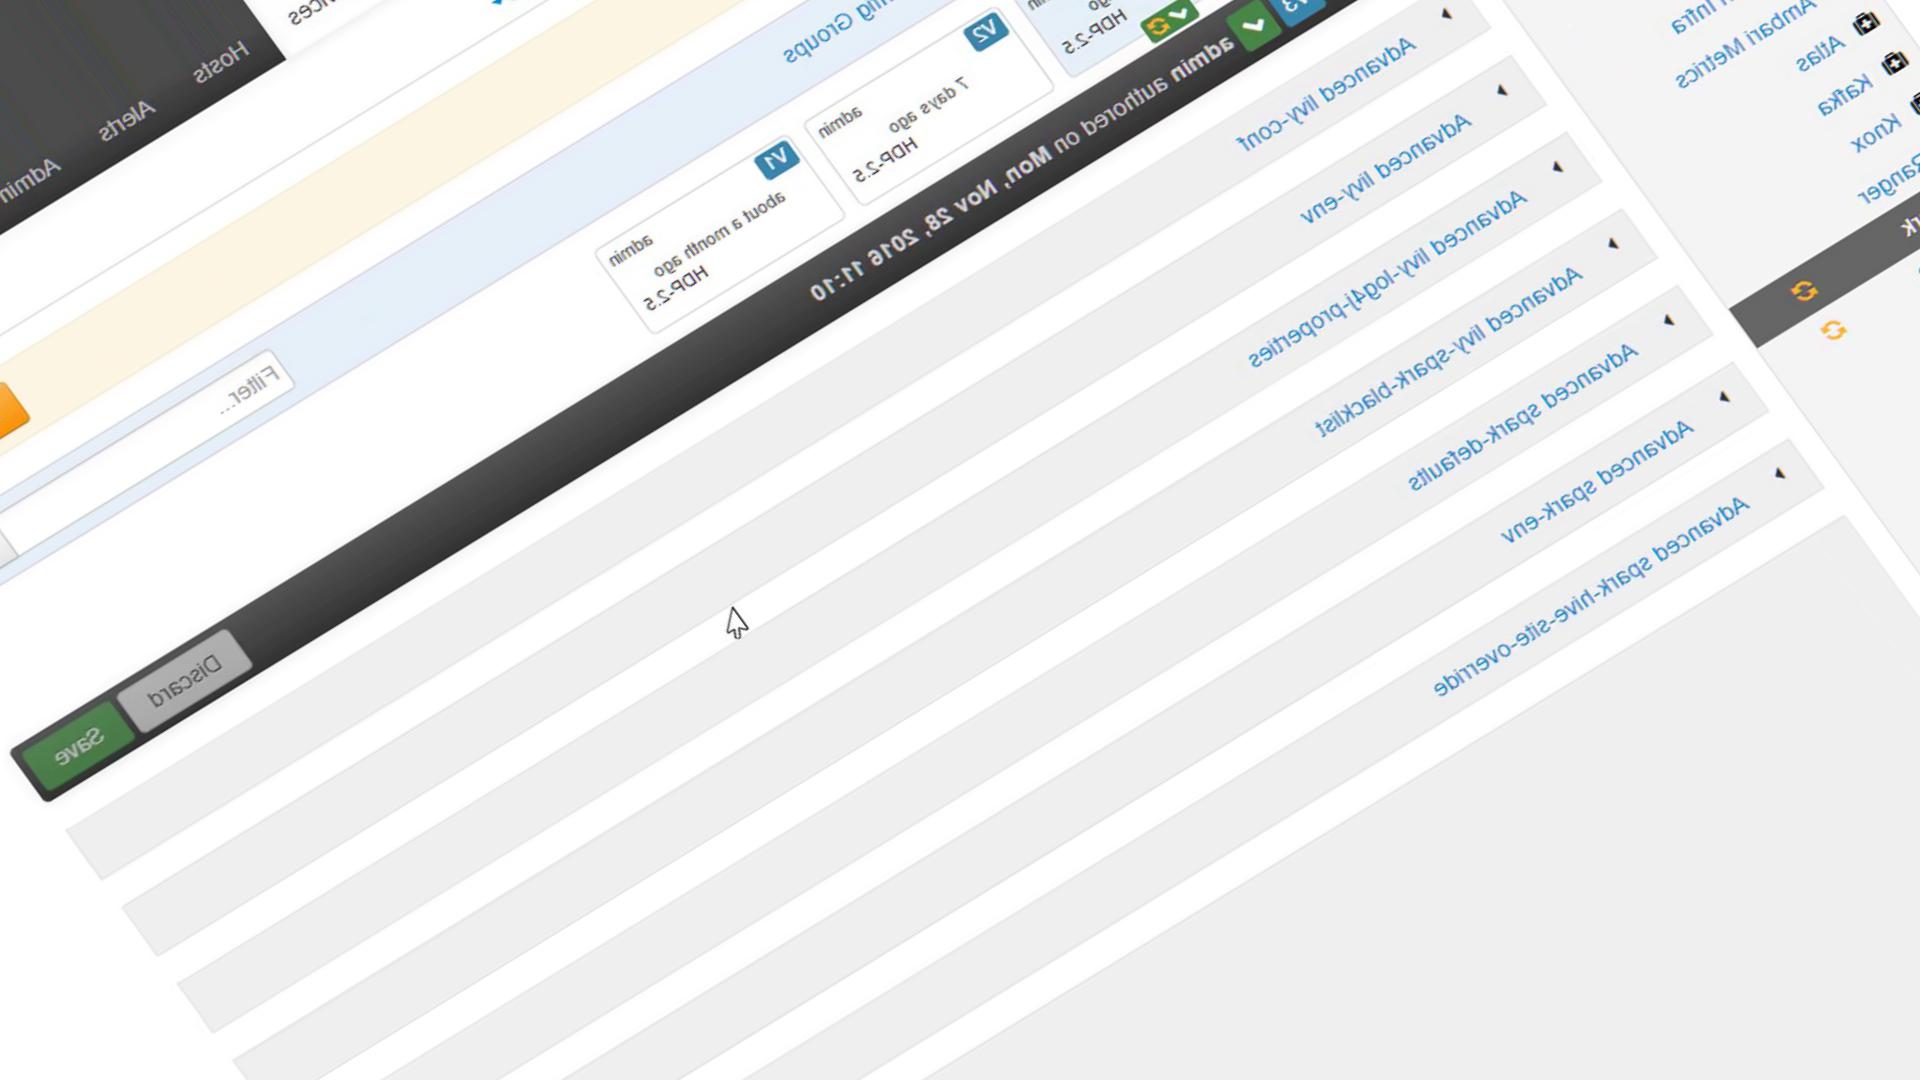 Hosts
Alerts
Admin
Groups
Filter...
V2
admin
7 days ago
HDP-2.5
V1
admin
about a month ago
HDP-2.5
HDP-2.5
V3
admin authored on Mon, Nov 28, 2016 11:10
Discard
Save
Advanced livy-conf
Advanced livy-env
Advanced livy-log4j-properties
Advanced livy-spark-blacklist
Advanced spark-defaults
Advanced spark-env
Advanced spark-hive-site-override
Infra
Ambari Metrics
Atlas
Kafka
Knox
Ranger